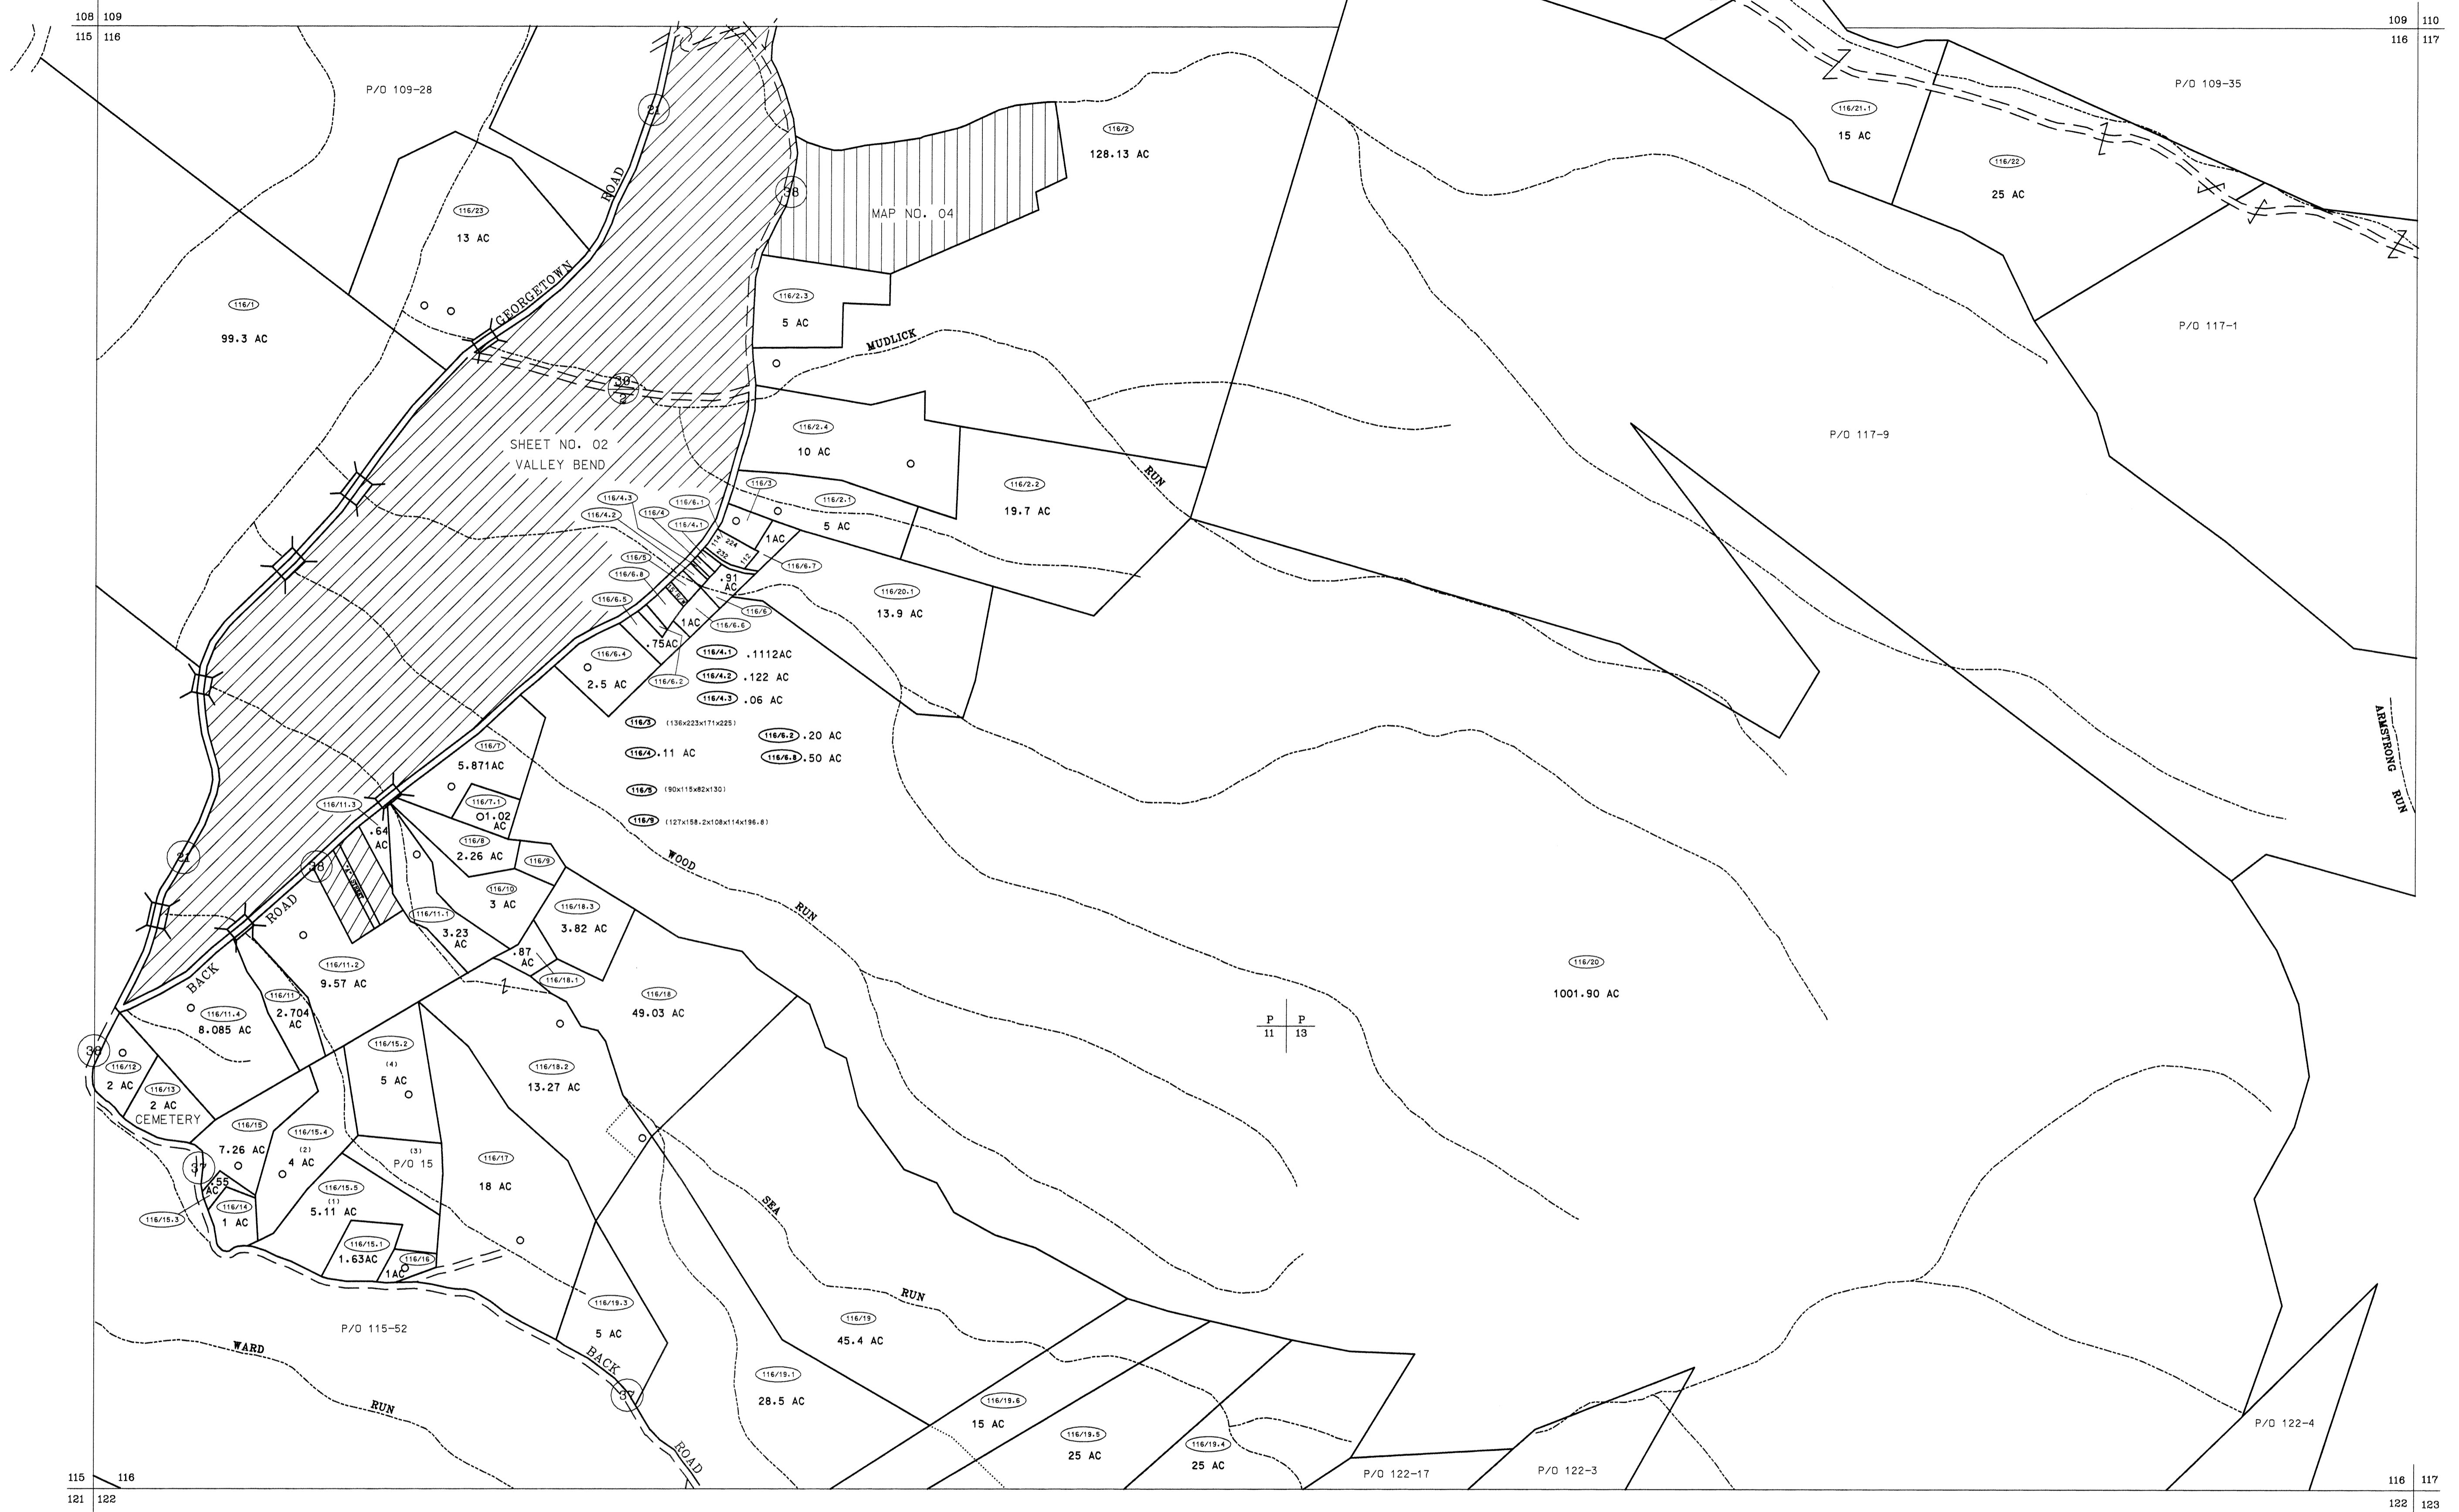 108 109
115 116
109 110
116 117
P/O 109-28
P/O 109-35
21
116/21.1
15 AC
116/2
128.13 AC
116/22
25 AC
ROAD
38
116/23
13 AC
MAP NO. 04
GEORGETOWN
116/1
99.3 AC
116/2.3
5 AC
P/O 117-1
MUDLICK
30
2
SHEET NO. 02
VALLEY BEND
116/2.4
10 AC
P/O 117-9
RUN
116/3
116/2.2
19.7 AC
116/4.3
116/6.1
116/2.1
5 AC
116/4.2
116/4
116/4.1
114
224
232
112
1AC
116/5
116/6.7
116/6.8
.91
AC
116/20.1
13.9 AC
116/6.5
116/6
1AC
116/6.6
.75AC
116/6.4
2.5 AC
116/6.2
116/4.1 .1112AC
116/4.2 .122 AC
116/4.3 .06 AC
116/3 (136x223x171x225)
116/6.2 .20 AC
116/4 .11 AC
116/6.8 .50 AC
116/5 (90x115x82x130)
116/9 (127x158.2x108x114x196.8)
ARMSTRONG
RUN
116/7
5.871AC
116/7.1
1.02
AC
116/11.3
.64
AC
116/8
2.26 AC
116/9
21
38
"A" STREET
WOOD
RUN
116/10
3 AC
116/18.3
3.82 AC
ROAD
BACK
116/11.1
3.23
AC
.87
AC
116/18.1
116/11.2
9.57 AC
116/11
2.704
AC
116/11.4
8.085 AC
116/18
49.03 AC
116/20
1001.90 AC
P P
11 13
38
116/12
2 AC
116/13
2 AC
CEMETERY
116/15.2
(4)
5 AC
116/18.2
13.27 AC
116/15
7.26 AC
116/15.4
(2)
4 AC
(3)
P/O 15
116/17
18 AC
37
.55
AC
116/15.3
116/14
1 AC
116/15.5
(1)
5.11 AC
116/15.1
1.63AC
116/16
1AC
SEA
RUN
P/O 115-52
116/19.3
5 AC
116/19
45.4 AC
WARD
RUN
BACK
37
ROAD
116/19.1
28.5 AC
116/19.6
15 AC
116/19.5
25 AC
116/19.4
25 AC
P/O 122-17
P/O 122-3
P/O 122-4
115 116
121 122
116 117
122 123